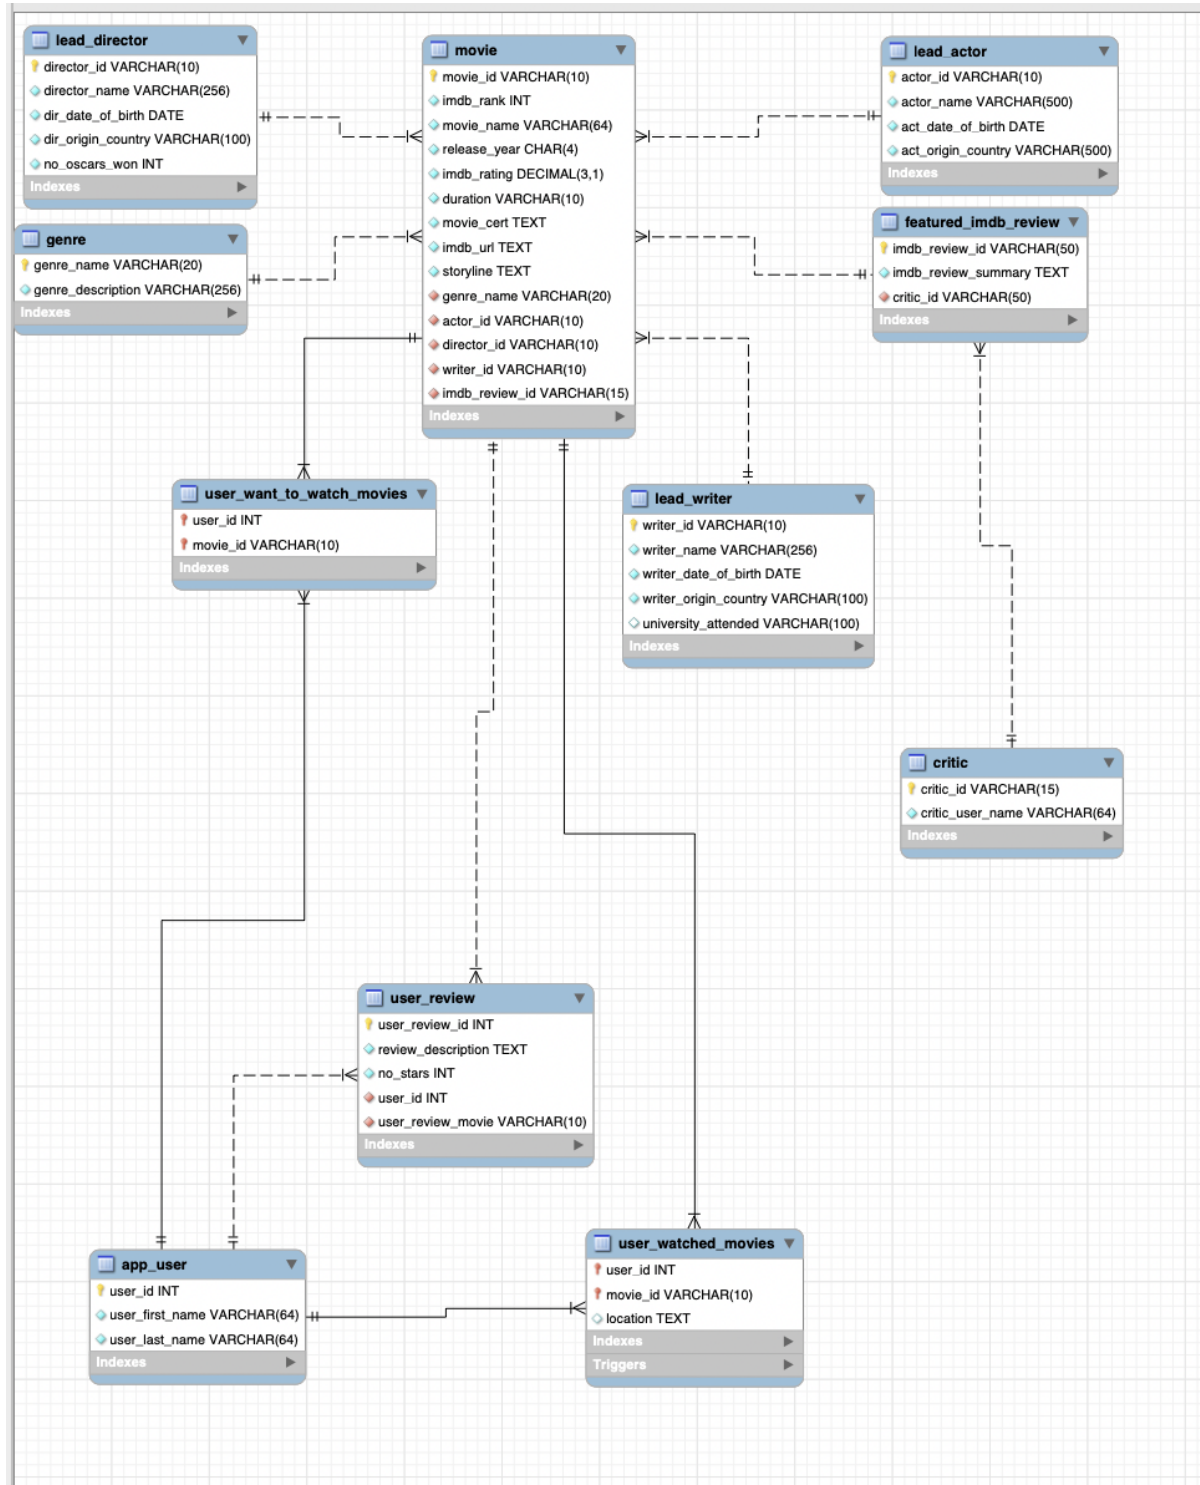 lead_director
director_id VARCHAR(10)
director_name VARCHAR(256)
dir_date_of_birth DATE
dir_origin_country VARCHAR(100)
no_oscars_won INT
Indexes
movie
movie_id VARCHAR(10)
imdb_rank INT
movie_name VARCHAR(64)
release_year CHAR(4)
imdb_rating DECIMAL(3,1)
duration VARCHAR(10)
movie_cert TEXT
imdb_url TEXT
storyline TEXT
genre_name VARCHAR(20)
actor_id VARCHAR(10)
director_id VARCHAR(10)
writer_id VARCHAR(10)
imdb_review_id VARCHAR(15)
Indexes
lead_actor
actor_id VARCHAR(10)
actor_name VARCHAR(500)
act_date_of_birth DATE
act_origin_country VARCHAR(500)
Indexes
genre
genre_name VARCHAR(20)
genre_description VARCHAR(256)
Indexes
featured_imdb_review
imdb_review_id VARCHAR(50)
imdb_review_summary TEXT
critic_id VARCHAR(50)
Indexes
user_want_to_watch_movies
user_id INT
movie_id VARCHAR(10)
Indexes
lead_writer
writer_id VARCHAR(10)
writer_name VARCHAR(256)
writer_date_of_birth DATE
writer_origin_country VARCHAR(100)
university_attended VARCHAR(100)
Indexes
critic
critic_id VARCHAR(15)
critic_user_name VARCHAR(64)
Indexes
user_review
user_review_id INT
review_description TEXT
no_stars INT
user_id INT
user_review_movie VARCHAR(10)
Indexes
app_user
user_id INT
user_first_name VARCHAR(64)
user_last_name VARCHAR(64)
Indexes
user_watched_movies
user_id INT
movie_id VARCHAR(10)
location TEXT
Indexes
Triggers